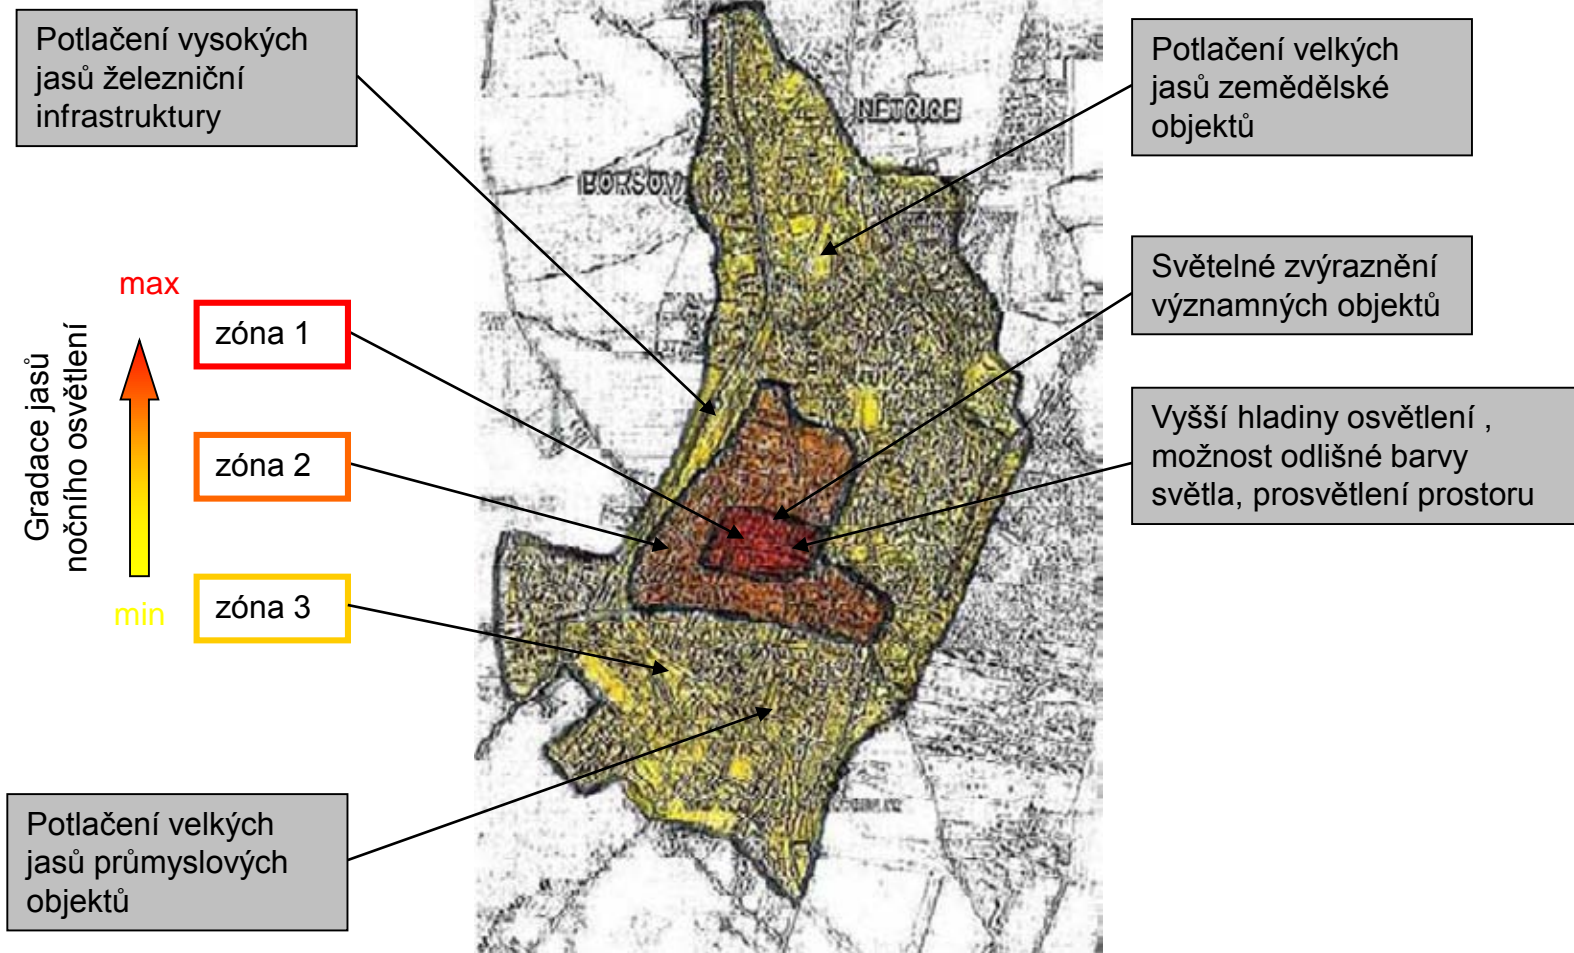 Potlačení vysokých
jasů železniční
infrastruktury
Potlačení velkých
jasů zemědělské
objektů
NĚTČICE
BORŠOV
Světelné zvýraznění
významných objektů
max
zóna 1
Gradace jasů
nočního osvětlení
Vyšší hladiny osvětlení ,
možnost odlišné barvy
světla, prosvětlení prostoru
zóna 2
min
zóna 3
Potlačení velkých
jasů průmyslových
objektů